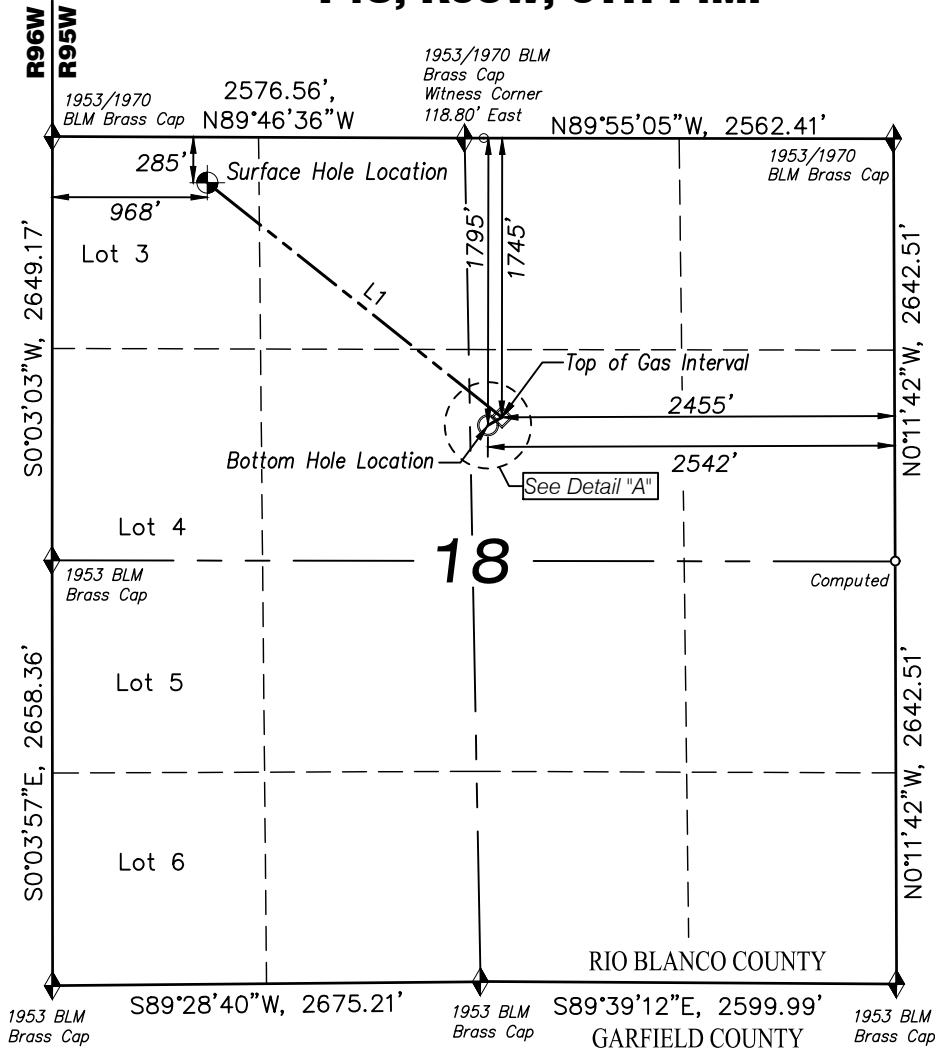 R96W
R95W
1953/1970
BLM Brass Cap
2576.56',
N89°46'36"W
1953/1970 BLM
Brass Cap
Witness Corner
118.80' East
N89°55'05"W, 2562.41'
1953/1970
BLM Brass Cap
285'
Surface Hole Location
968'
Lot 3
1795'
1745'
S0°03'03"W, 2649.17'
N0°11'42"W, 2642.51'
L1
Top of Gas Interval
2455'
Bottom Hole Location
2542'
See Detail "A"
Lot 4
18
1953 BLM
Brass Cap
Computed
Lot 5
S0°03'57"E, 2658.36'
N0°11'42"W, 2642.51'
Lot 6
RIO BLANCO COUNTY
S89°28'40"W, 2675.21'
S89°39'12"E, 2599.99'
1953 BLM
Brass Cap
1953 BLM
Brass Cap
1953 BLM
Brass Cap
GARFIELD COUNTY